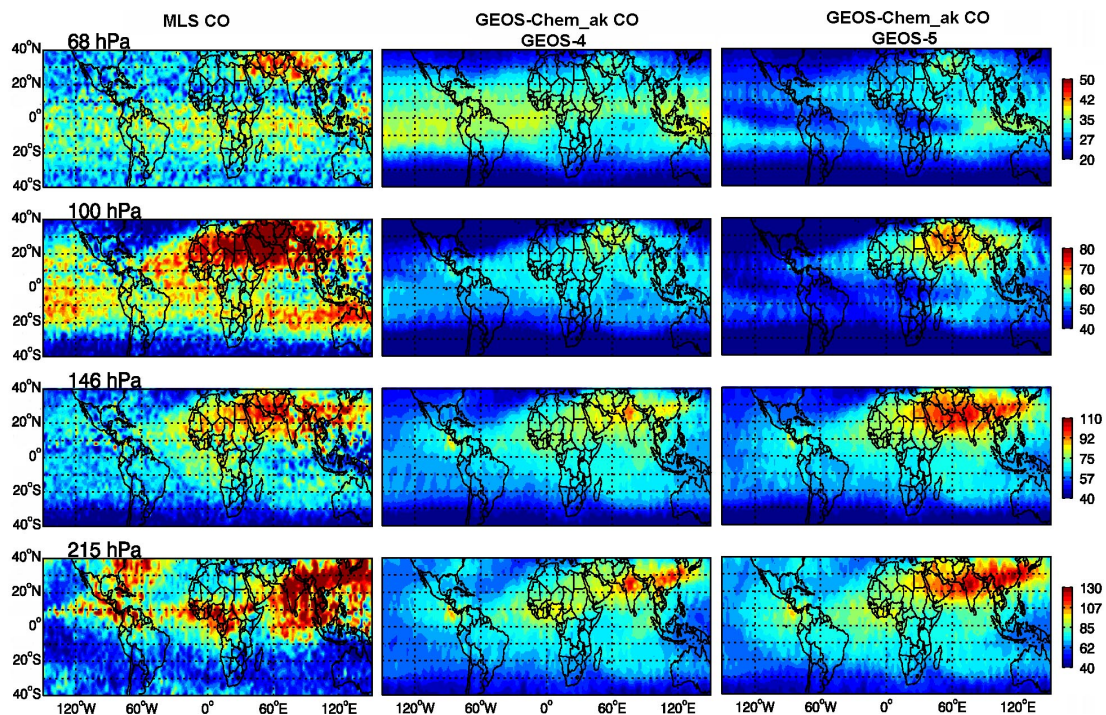 MLS CO
GEOS-Chem_ak CO
GEOS-4
GEOS-Chem_ak CO
GEOS-5
68 hPa
40°N
20°N
0°
20°S
40°S
50
42
35
27
20
100 hPa
40°N
20°N
0°
20°S
40°S
80
70
60
50
40
146 hPa
40°N
20°N
0°
20°S
40°S
110
92
75
57
40
215 hPa
40°N
20°N
0°
20°S
40°S
130
107
85
62
40
120°W 60°W 0° 60°E 120°E
120°W 60°W 0° 60°E 120°E
120°W 60°W 0° 60°E 120°E